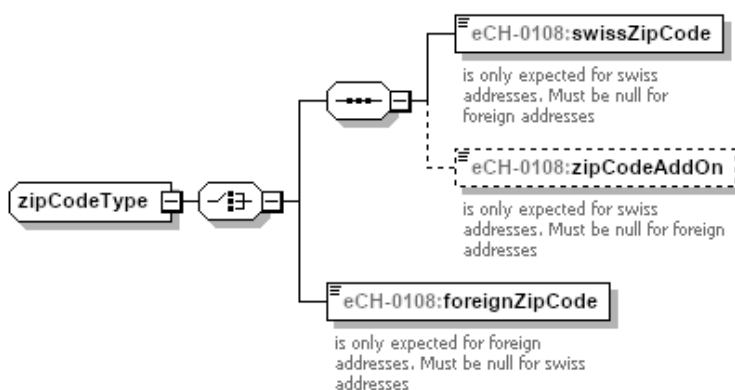 eCH-0108:swissZipCode
is only expected for swiss
addresses. Must be null for
foreign addresses
eCH-0108:zipCodeAddOn
is only expected for swiss
addresses. Must be null for foreign
addresses
zipCodeType
eCH-0108:foreignZipCode
is only expected for foreign
addresses. Must be null for swiss
addresses